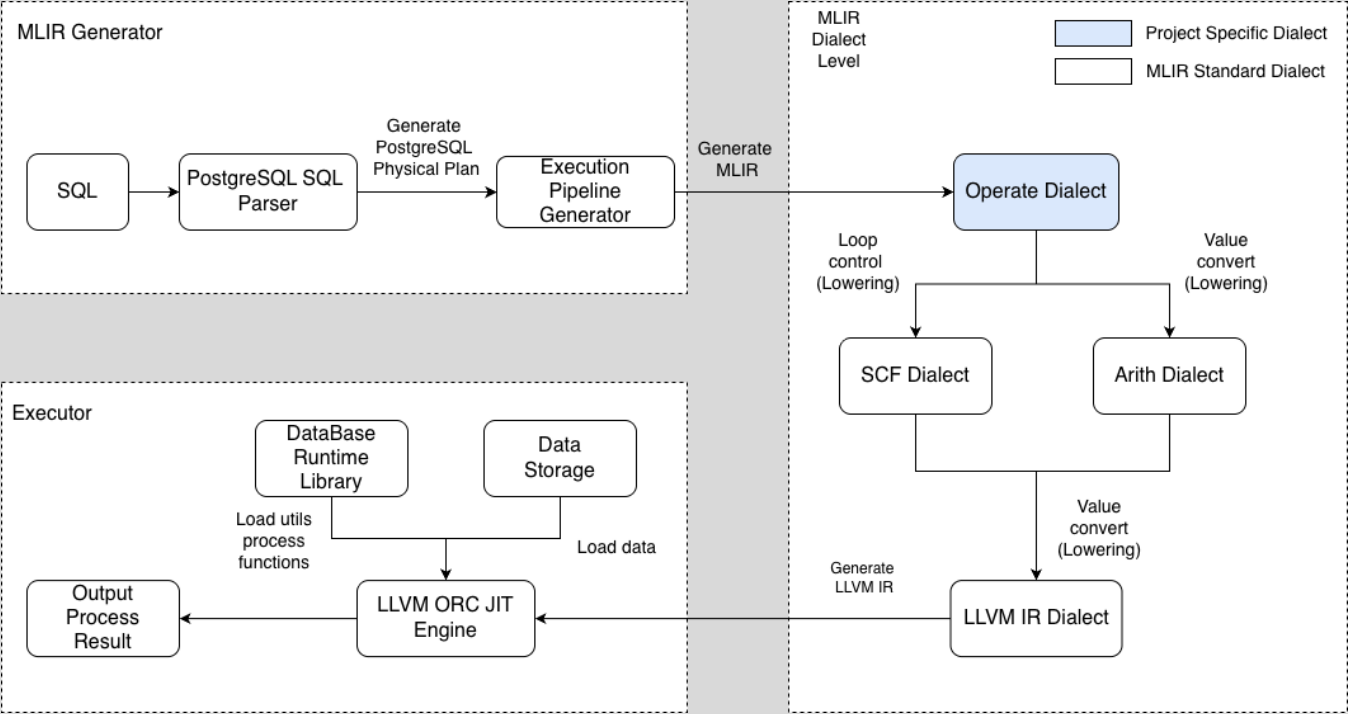 MLIR Generator
SQL
PostgreSQL SQL
Parser
Generate
PostgreSQL
Physical Plan
Execution
Pipeline
Generator
Generate
MLIR
MLIR
Dialect
Level
Project Specific Dialect
MLIR Standard Dialect
Operate Dialect
Loop
control
(Lowering)
Value
convert
(Lowering)
SCF Dialect
Arith Dialect
Value
convert
(Lowering)
LLVM IR Dialect
Generate
LLVM IR
Executor
DataBase
Runtime
Library
Data
Storage
Load utils
process
functions
Load data
LLVM ORC JIT
Engine
Output
Process
Result